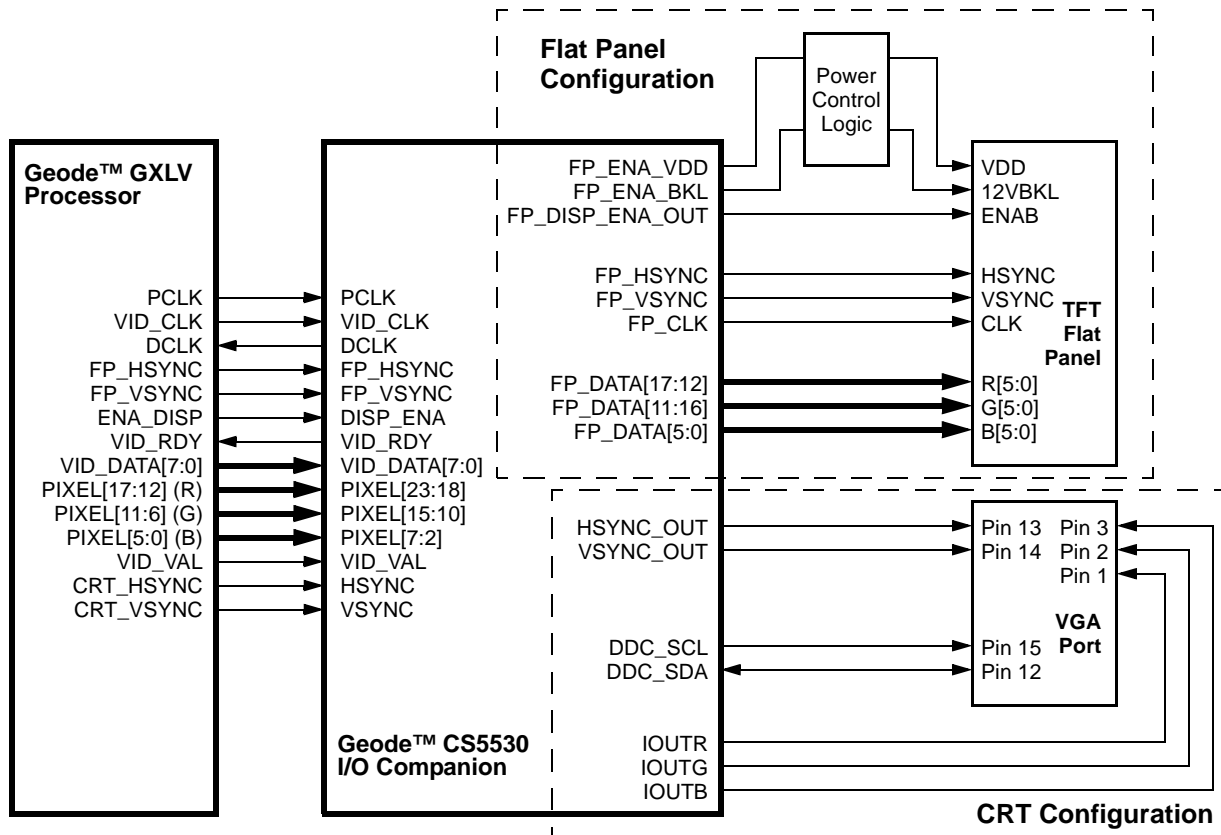 Flat Panel
Configuration
Power
Control
Logic
Geode™ GXLV
Processor
PCLK
VID_CLK
DCLK
FP_HSYNC
FP_VSYNC
ENA_DISP
VID_RDY
VID_DATA[7:0]
PIXEL[17:12] (R)
PIXEL[11:6] (G)
PIXEL[5:0] (B)
VID_VAL
CRT_HSYNC
CRT_VSYNC
PCLK
VID_CLK
DCLK
FP_HSYNC
FP_VSYNC
DISP_ENA
VID_RDY
VID_DATA[7:0]
PIXEL[23:18]
PIXEL[15:10]
PIXEL[7:2]
VID_VAL
HSYNC
VSYNC
Geode™ CS5530
I/O Companion
FP_ENA_VDD
FP_ENA_BKL
FP_DISP_ENA_OUT
FP_HSYNC
FP_VSYNC
FP_CLK
FP_DATA[17:12]
FP_DATA[11:16]
FP_DATA[5:0]
HSYNC_OUT
VSYNC_OUT
DDC_SCL
DDC_SDA
IOUTR
IOUTG
IOUTB
VDD
12VBKL
ENAB
HSYNC
VSYNC
CLK
TFT
Flat
Panel
R[5:0]
G[5:0]
B[5:0]
Pin 13
Pin 14
Pin 15
Pin 12
Pin 3
Pin 2
Pin 1
VGA
Port
CRT Configuration